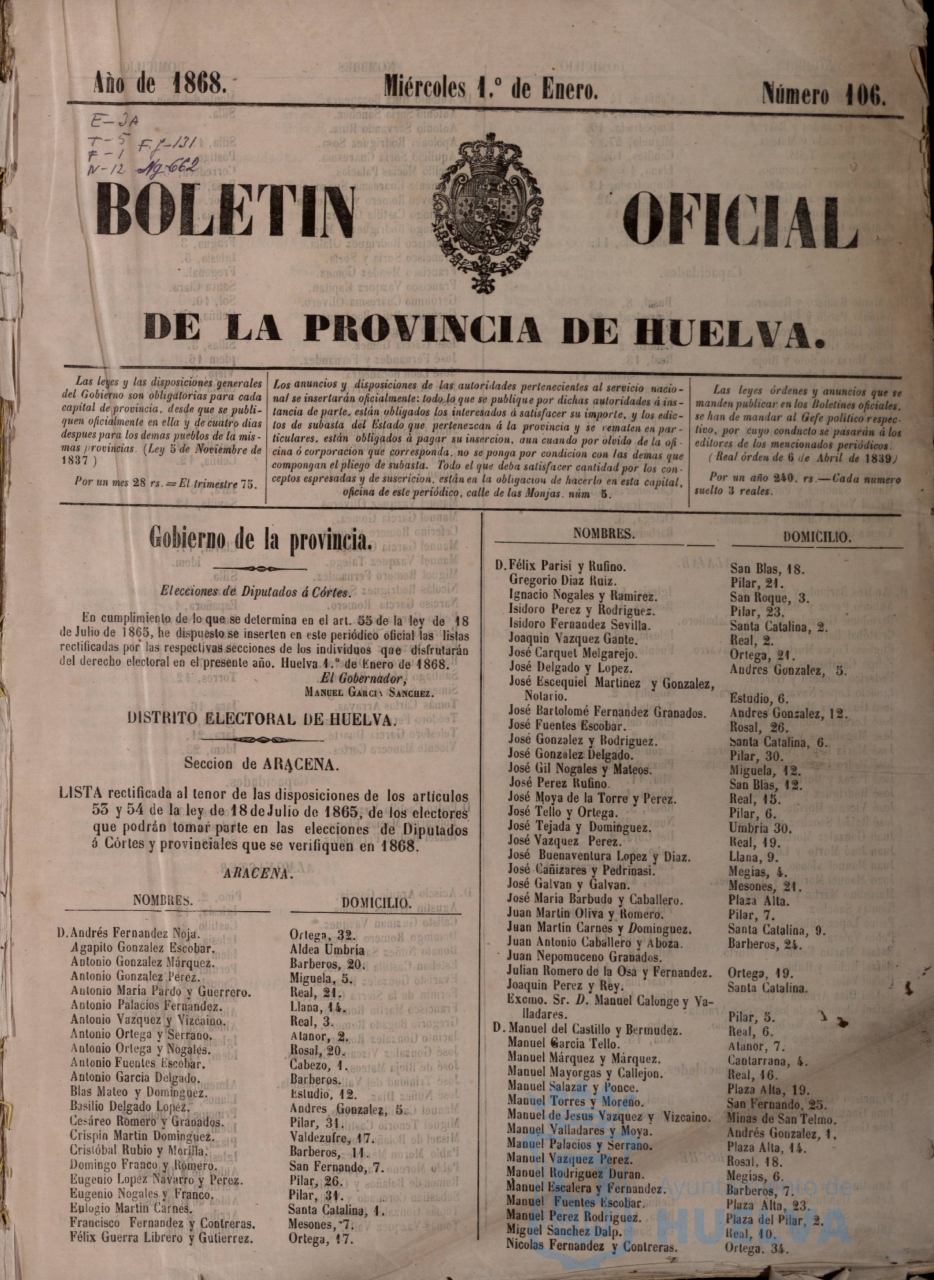 Año de 1868.
Miércoles 1.º de Enero.
Número 106.
E-3A
T-5 Fg-131
F-1
N-12 Ng-662
BOLETIN OFICIAL
DE LA PROVINCIA DE HUELVA.
Las leyes y las disposiciones generales
del Gobierno son obligatorias para cada
capital de provincia, desde que se publi-
quen oficialmente en ella y de cuatro dias
despues para los demas pueblos de la mis-
mas provincias. (Ley 5 de Noviembre de
1837)
Por un mes 28 rs.=El trimestre 75.
Los anuncios y disposiciones de las autoridades pertenecientes al servicio nacio-
nal se insertarán oficialmente: todo lo que se publique por dichas autoridades á ins-
tancia de parte, están obligados los interesados á satisfacer su importe, y los edic-
tos de subasta del Estado que pertenezcan á la provincia y se rematen en par-
ticulares, están obligados á pagar su insercion, aun cuando por olvido de la ofi-
cina ó corporacion que corresponda, no se ponga por condicion con las demas que
compongan el pliego de subasta. Todo el que deba satisfacer cantidad por los con-
ceptos espresados y de suscricion, están en la obligacion de hacerlo en esta capital,
oficina de este periódico, calle de las Monjas. núm 5.
Las leyes órdenes y anuncios que se
manden publicar en los Boletines oficiales,
se han de mandar al Gefe político respec-
tivo, por cuyo conducto se pasarán á los
editores de los mencionados periódicos.
(Real órden de 6 de Abril de 1839)
Por un año 240. rs.—Cada numero
suelto 3 reales.
Gobierno de la provincia.
Elecciones de Diputados á Córtes.
En cumplimiento de lo que se determina en el art. 55 de la ley de 18
de Julio de 1865, he dispuesto se inserten en este periódico oficial las listas
rectificadas por las respectivas secciones de los individuos que disfrutarán
del derecho electoral en el presente año. Huelva 1.º de Enero de 1868.
El Gobernador,
MANUEL GARCIA SANCHEZ.
DISTRITO ELECTORAL DE HUELVA.
Seccion de ARACENA.
LISTA rectificada al tenor de las disposiciones de los artículos
53 y 54 de la ley de 18 de Julio de 1865, de los electores
que podrán tomar parte en las elecciones de Diputados
á Córtes y provinciales que se verifiquen en 1868.
ARACENA.
NOMBRES. DOMICILIO.
D. Andrés Fernandez Noja. Ortega, 32.
Agapito Gonzalez Escobar. Aldea Umbria
Antonio Gonzalez Márquez. Barberos, 20.
Antonio Gonzalez Perez. Miguela, 5.
Antonio Maria Pardo y Guerrero. Real, 21.
Antonio Palacios Fernandez. Llana, 14.
Antonio Vazquez y Vizcaino. Real, 3.
Antonio Ortega y Serrano. Atanor, 2.
Antonio Ortega y Nogales. Rosal, 20.
Antonio Fuentes Escobar. Cabezo, 1.
Antonio Garcia Delgado. Barberos.
Blas Mateo y Dominguez. Estudio, 12.
Basilio Delgado Lopez. Andres Gonzalez, 5.
Cesáreo Romero y Granados. Pilar, 31.
Crispin Martin Dominguez. Valdezufre, 17.
Cristóbal Rubio y Morilla. Barberos, 11.
Domingo Franco y Romero. San Fernando, 7.
Eugenio Lopez Navarro y Perez. Pilar, 26.
Eugenio Nogales y Franco. Pilar, 31.
Eulogio Martin Carnes. Santa Catalina, 1.
Francisco Fernandez y Contreras. Mesones, 7.
Félix Guerra Librero y Gutierrez. Ortega, 17.
NOMBRES. DOMICILIO.
D. Félix Parisi y Rufino. San Blas, 18.
Gregorio Diaz Ruiz. Pilar, 21.
Ignacio Nogales y Ramirez. San Roque, 3.
Isidoro Perez y Rodriguez. Pilar, 23.
Isidoro Fernandez Sevilla. Santa Catalina, 2.
Joaquin Vazquez Gante. Real, 2.
José Carquet Melgarejo. Ortega, 21.
José Delgado y Lopez. Andres Gonzalez, 5.
José Escequiel Martinez y Gonzalez,
Notario. Estudio, 6.
José Bartolomé Fernandez Granados. Andres Gonzalez, 12.
José Fuentes Escobar. Rosal, 26.
José Gonzalez y Rodriguez. Santa Catalina, 6.
José Gonzalez Delgado. Pilar, 30.
José Gil Nogales y Mateos. Miguela, 12.
José Perez Rufino. San Blas, 12.
José Moya de la Torre y Perez. Real, 15.
José Tello y Ortega. Pilar, 6.
José Tejada y Dominguez. Umbria 30.
José Vazquez Perez. Real, 19.
José Buenaventura Lopez y Diaz. Llana, 9.
José Cañizares y Pedrinasi. Megias, 4.
José Galvan y Galvan. Mesones, 21.
José Maria Barbudo y Caballero. Plaza Alta.
Juan Martin Oliva y Romero. Pilar, 7.
Juan Martin Carnes y Dominguez. Santa Catalina, 9.
Juan Antonio Caballero y Aboza. Barberos, 24.
Juan Nepomuceno Granados.
Julian Romero de la Osa y Fernandez. Ortega, 19.
Joaquin Perez y Rey. Santa Catalina.
Excmo. Sr. D. Manuel Calonge y Va-
lladares. Pilar, 5.
D. Manuel del Castillo y Bermudez. Real, 6.
Manuel Garcia Tello. Atanor, 7.
Manuel Márquez y Márquez. Cantarrana, 4.
Manuel Mayorgas y Callejon. Real, 16.
Manuel Salazar y Ponce. Plaza Alta, 19.
Manuel Torres y Moreno. San Fernando, 25.
Manuel de Jesus Vazquez y Vizcaino. Minas de San Telmo.
Manuel Valladares y Moya. Andrés Gonzalez, 1.
Manuel Palacios y Serrano. Plaza Alta, 14.
Manuel Vazquez Perez. Rosal, 18.
Manuel Rodriguez Duran. Megias, 6.
Manuel Escalera y Fernandez. Barberos, 7.
Manuel Fuentes Escobar. Plaza Alta, 23.
Manuel Perez Rodriguez. Plaza del Pilar, 2.
Miguel Sanchez Dalp. Real, 10.
Nicolas Fernandez y Contreras. Ortega. 34.
Ayuntamiento de
HUELVA